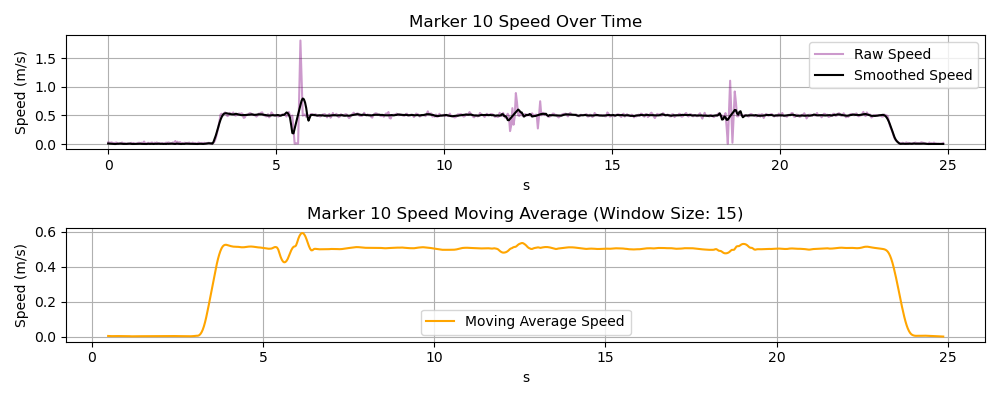 Marker 10 Speed Over Time
Speed (m/s)
1.5
1.0
0.5
0.0
Raw Speed
Smoothed Speed
0 5 10 15 20 25
s
Marker 10 Speed Moving Average (Window Size: 15)
Speed (m/s)
0.6
0.4
0.2
0.0
Moving Average Speed
0 5 10 15 20 25
s